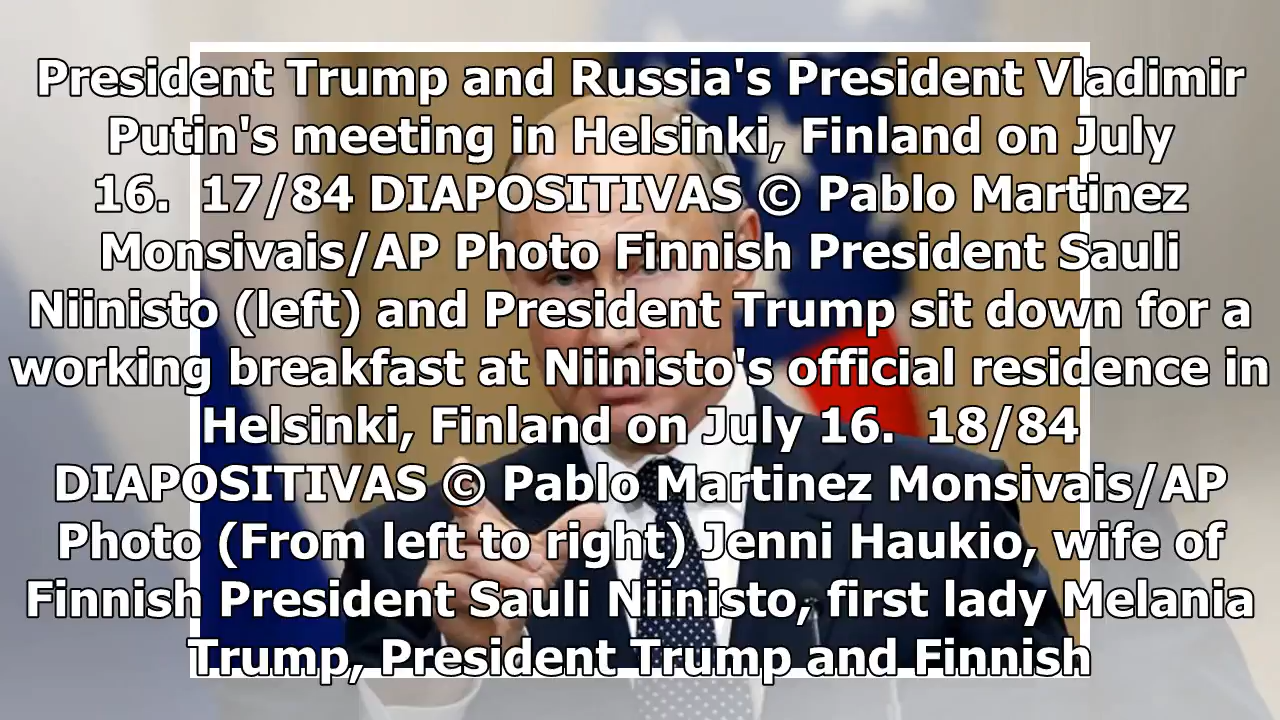 President Trump and Russia's President Vladimir
Putin's meeting in Helsinki, Finland on July
16.  17/84 DIAPOSITIVAS © Pablo Martinez
Monsivais/AP Photo Finnish President Sauli
Niinisto (left) and President Trump sit down for a
working breakfast at Niinisto's official residence in
Helsinki, Finland on July 16.  18/84
DIAPOSITIVAS © Pablo Martinez Monsivais/AP
Photo (From left to right) Jenni Haukio, wife of
Finnish President Sauli Niinisto, first lady Melania
Trump, President Trump and Finnish